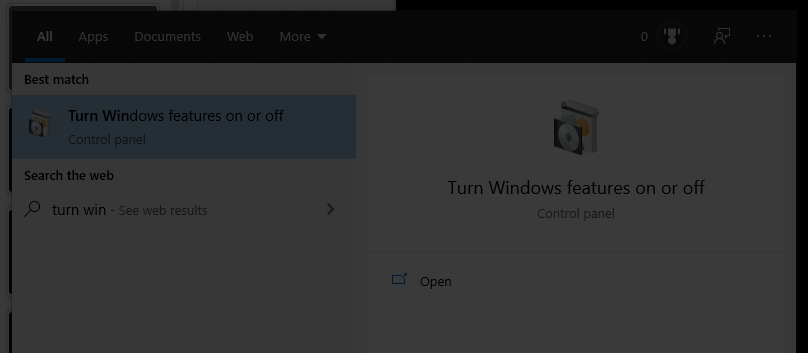 All Apps Documents Web More 0 ...
Best match
Turn Windows features on or off
Control panel
Search the web
turn win - See web results
Turn Windows features on or off
Control panel
Open